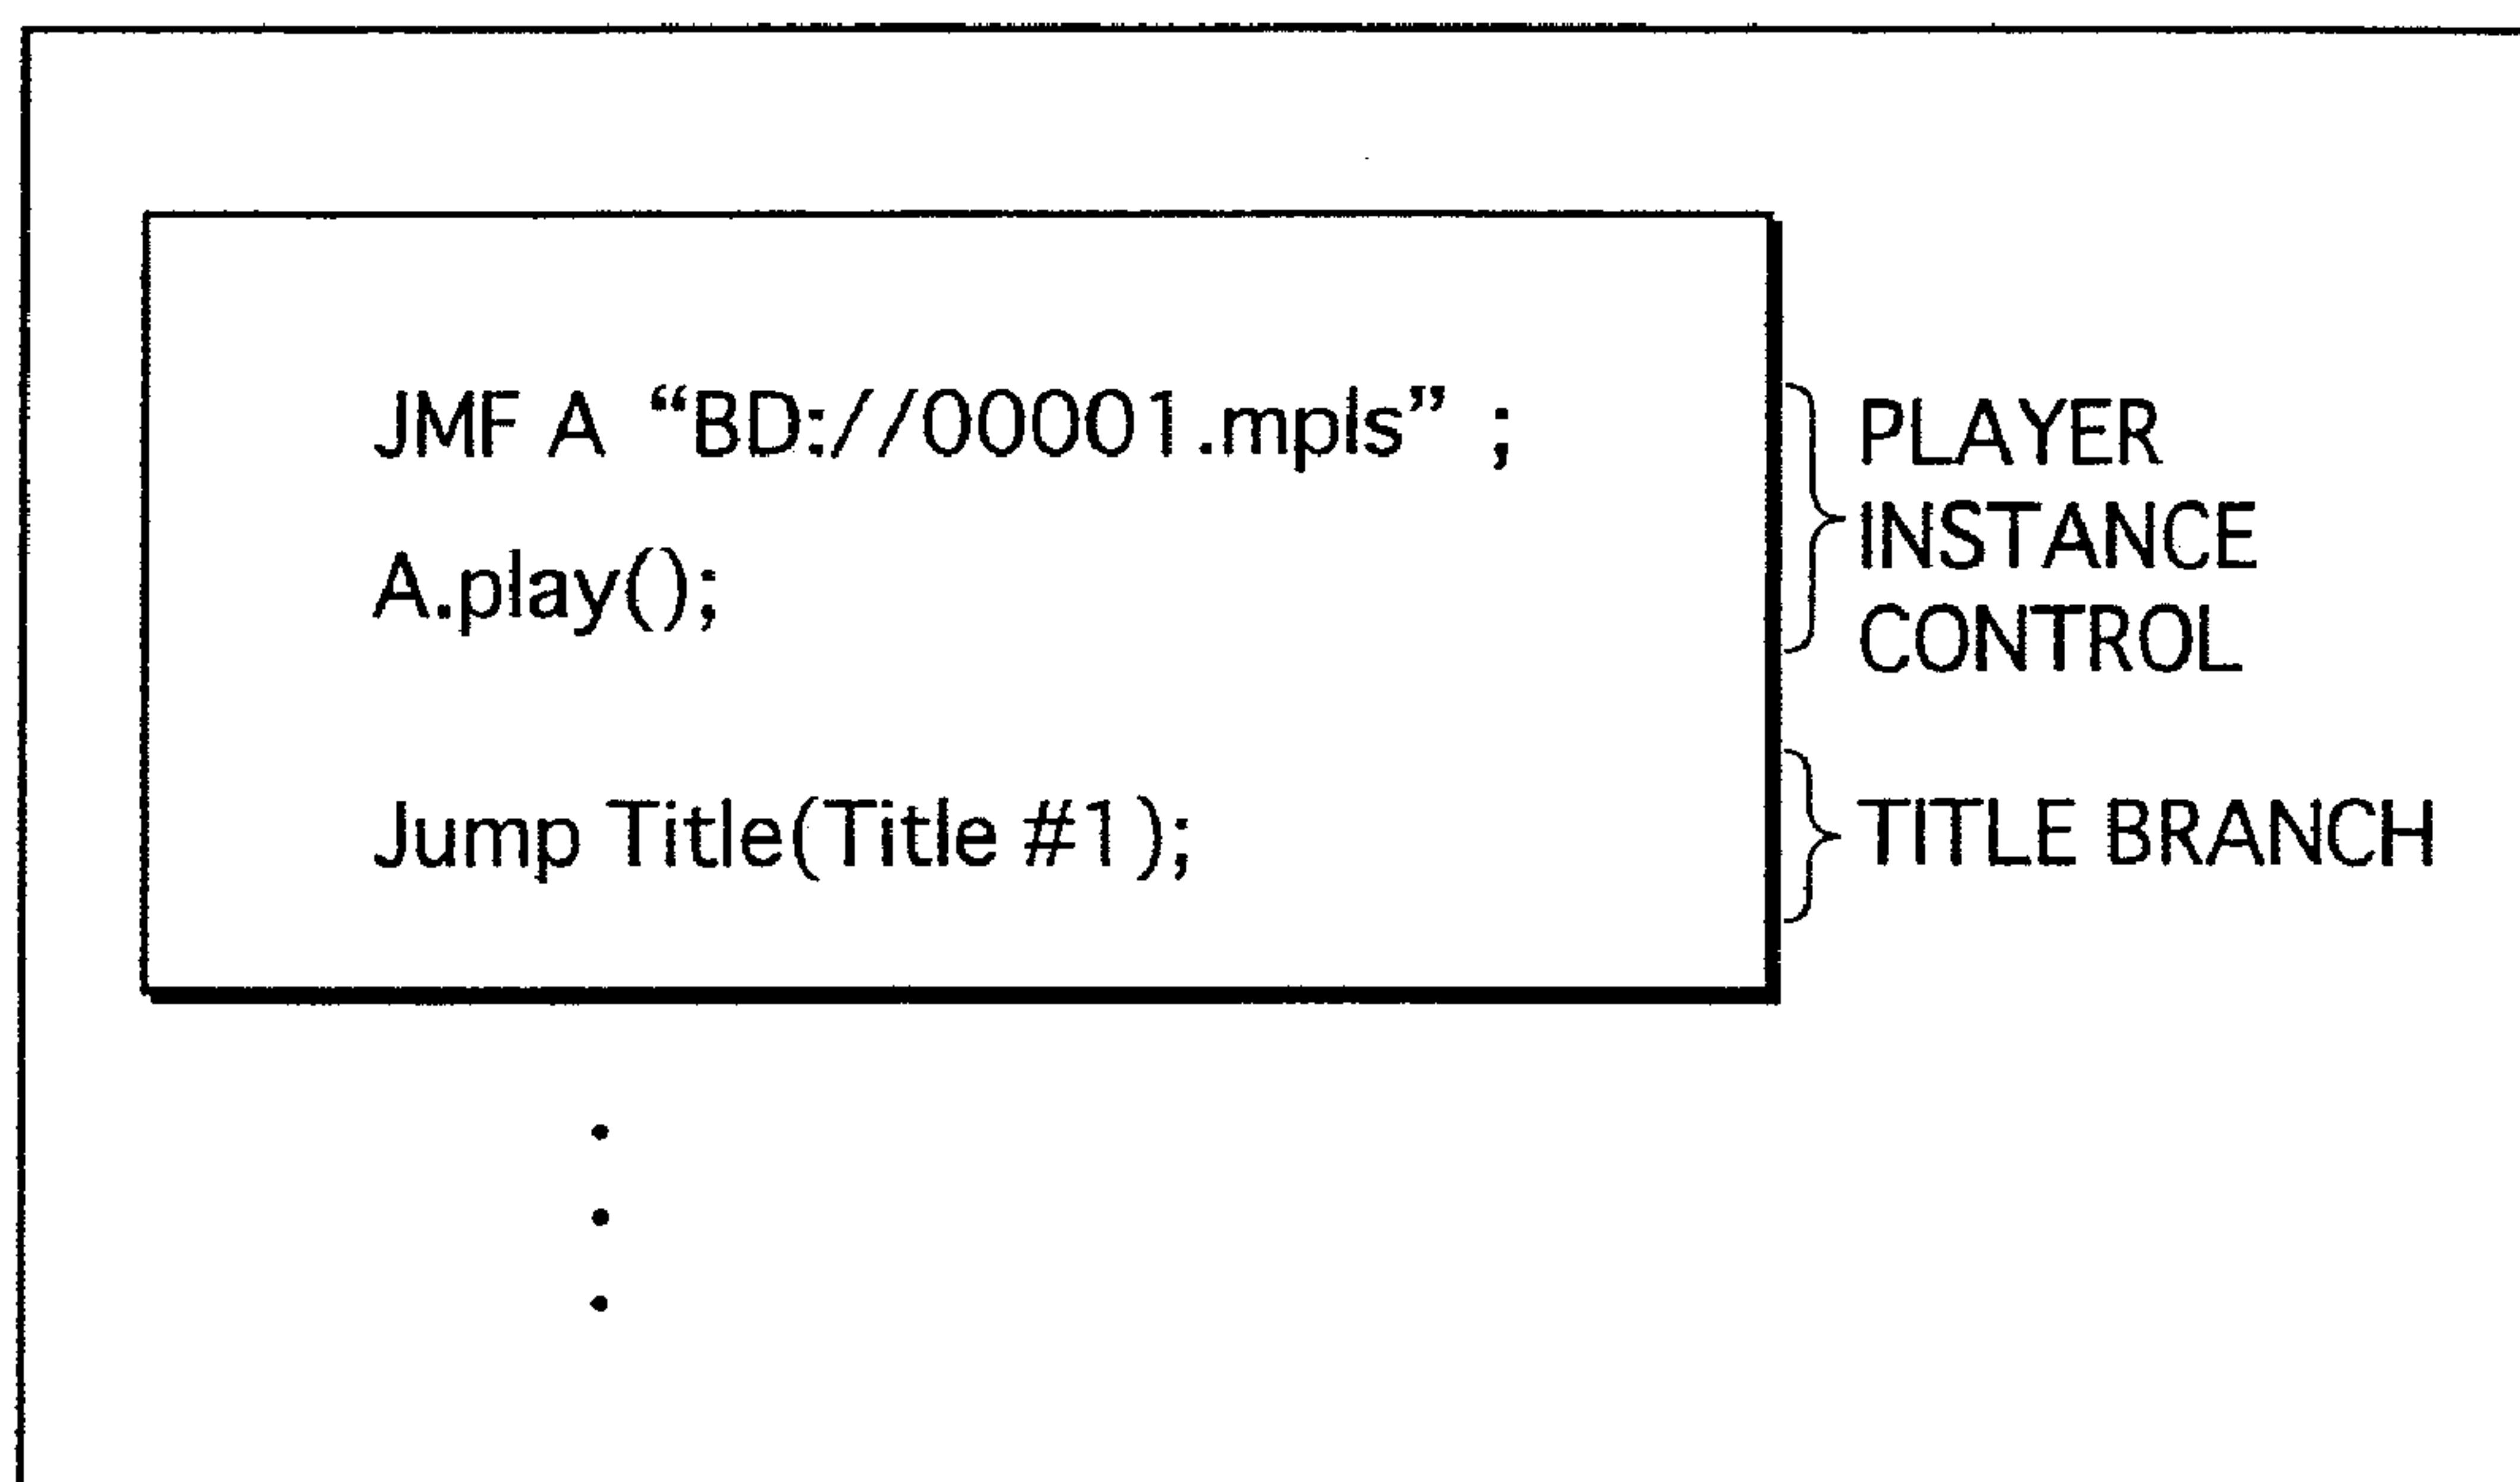 JMF A “BD://00001.mpls” ;
A.play();
PLAYER
INSTANCE
CONTROL
Jump Title(Title #1);
TITLE BRANCH